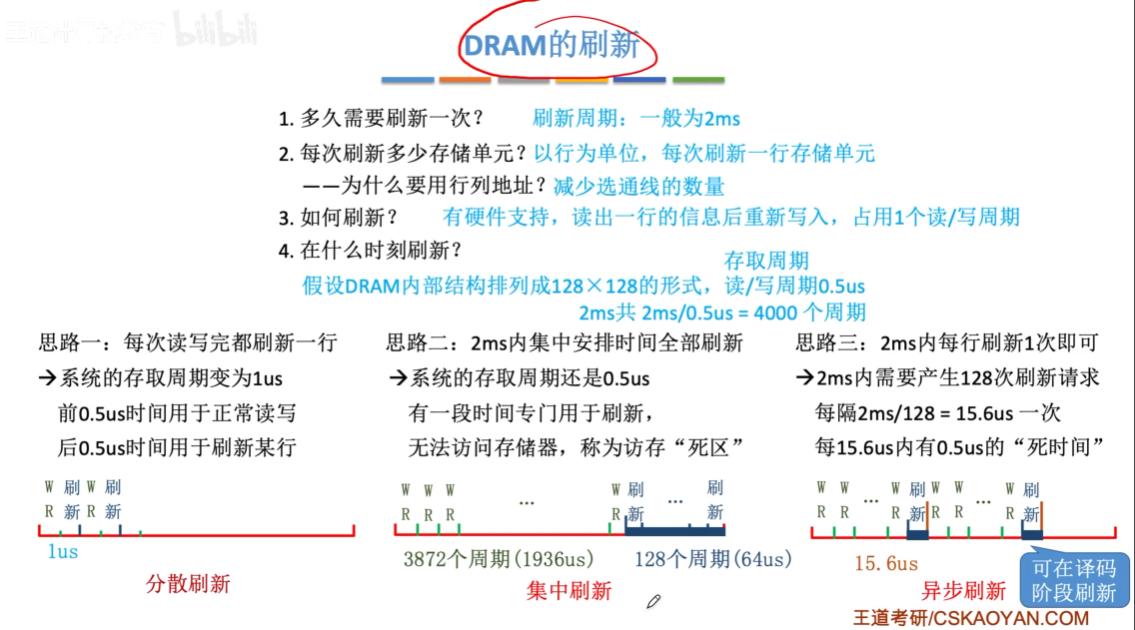 bilibili
DRAM的刷新
1. 多久需要刷新一次? 刷新周期：一般为2ms
2. 每次刷新多少存储单元? 以行为单位，每次刷新一行存储单元
——为什么要用行列地址? 减少选通线的数量
3. 如何刷新? 有硬件支持，读出一行的信息后重新写入，占用1个读/写周期
4. 在什么时刻刷新?
存取周期
假设DRAM内部结构排列成128×128的形式，读/写周期0.5us
2ms共 2ms/0.5us = 4000 个周期
思路一：每次读写完都刷新一行
→系统的存取周期变为1us
前0.5us时间用于正常读写
后0.5us时间用于刷新某行
W 刷 W 刷
R 新 R 新
1us
分散刷新
思路二：2ms内集中安排时间全部刷新
→系统的存取周期还是0.5us
有一段时间专门用于刷新，
无法访问存储器，称为访存“死区”
W W W ... W 刷 ... 刷
R R R R 新 新
3872个周期(1936us) 128个周期(64us)
集中刷新
思路三：2ms内每行刷新1次即可
→2ms内需要产生128次刷新请求
每隔2ms/128 = 15.6us 一次
每15.6us内有0.5us的“死时间”
W W ... W 刷 W W ... W 刷
R R R 新 R R R 新
15.6us
异步刷新
可在译码
阶段刷新
王道考研/CSKAOYAN.COM